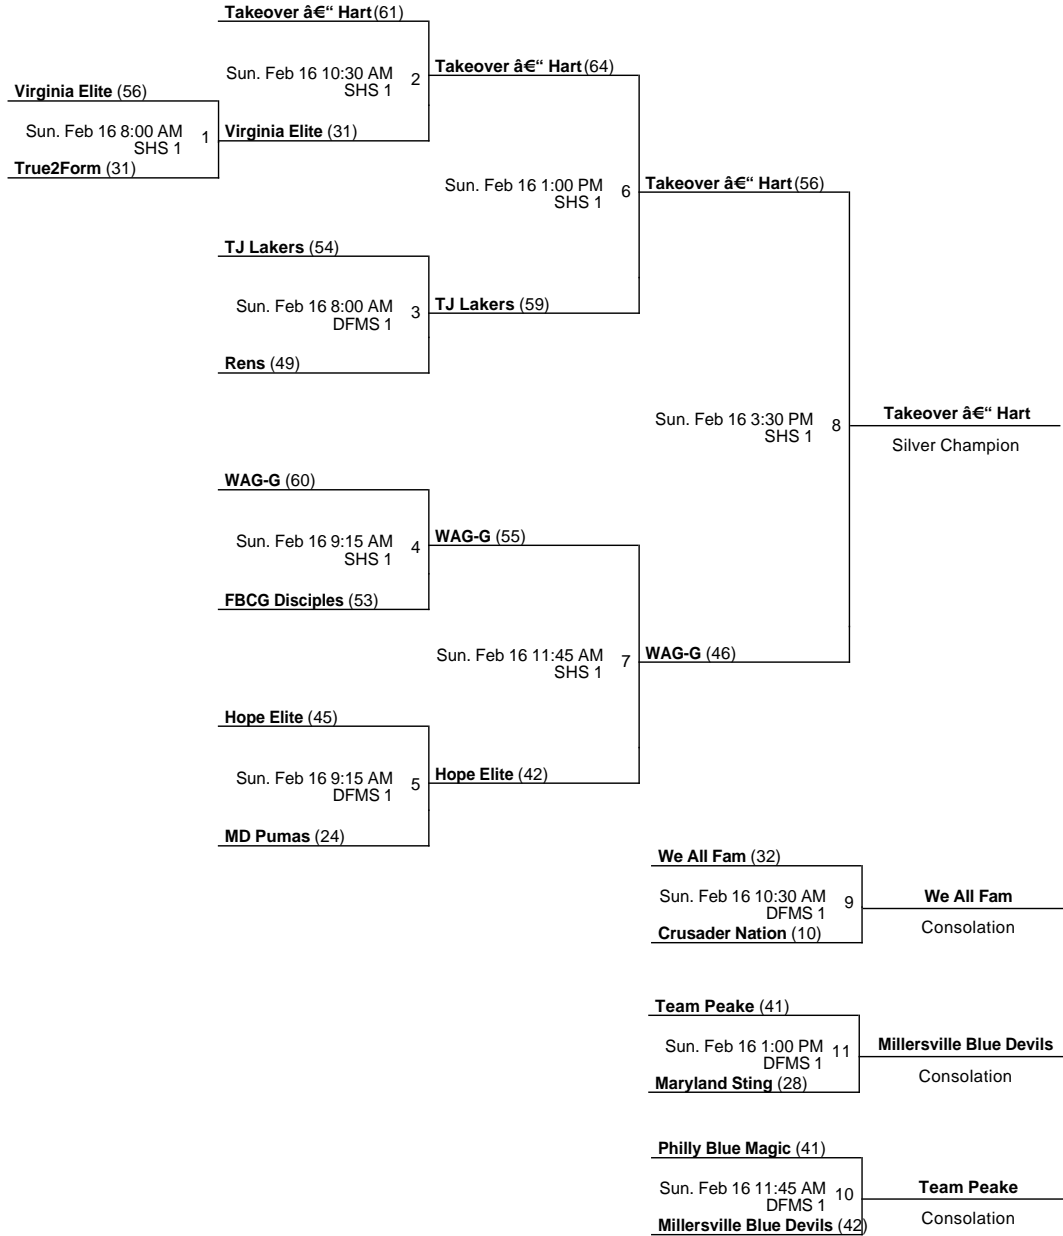 Takeover â€“ Hart (61)
Sun. Feb 16 10:30 AM 2
SHS 1
Takeover â€“ Hart (64)
Virginia Elite (56)
Sun. Feb 16 8:00 AM 1
SHS 1
Virginia Elite (31)
True2Form (31)
Sun. Feb 16 1:00 PM 6
SHS 1
Takeover â€“ Hart (56)
TJ Lakers (54)
Sun. Feb 16 8:00 AM 3
DFMS 1
TJ Lakers (59)
Rens (49)
Sun. Feb 16 3:30 PM 8
SHS 1
Takeover â€“ Hart
Silver Champion
WAG-G (60)
Sun. Feb 16 9:15 AM 4
SHS 1
WAG-G (55)
FBCG Disciples (53)
Sun. Feb 16 11:45 AM 7
SHS 1
WAG-G (46)
Hope Elite (45)
Sun. Feb 16 9:15 AM 5
DFMS 1
Hope Elite (42)
MD Pumas (24)
We All Fam (32)
Sun. Feb 16 10:30 AM 9
DFMS 1
We All Fam
Consolation
Crusader Nation (10)
Team Peake (41)
Sun. Feb 16 1:00 PM 11
DFMS 1
Millersville Blue Devils
Consolation
Maryland Sting (28)
Philly Blue Magic (41)
Sun. Feb 16 11:45 AM 10
DFMS 1
Team Peake
Consolation
Millersville Blue Devils (42)